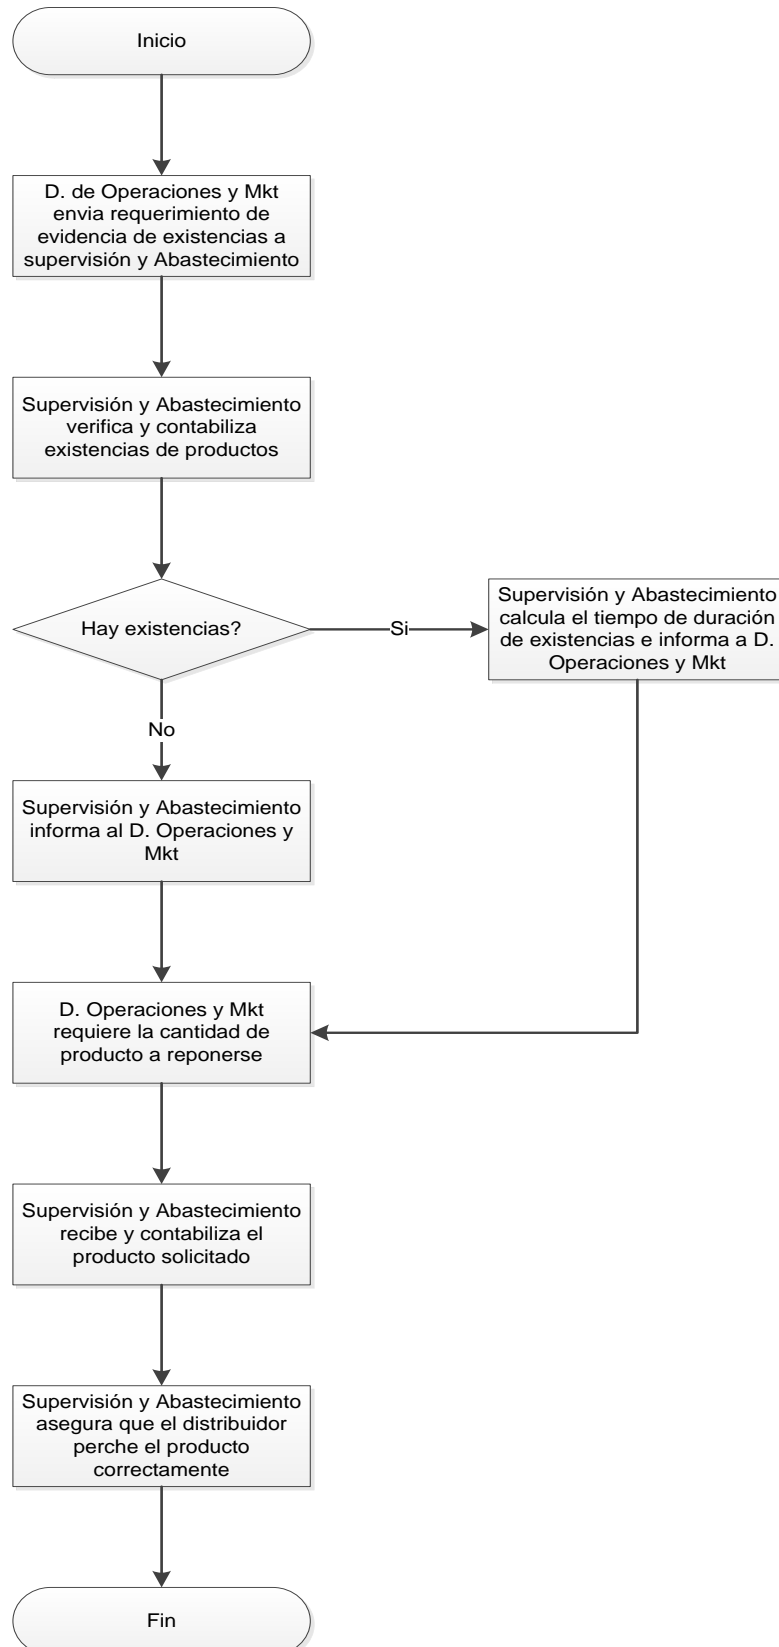 Inicio
D. de Operaciones y Mkt
envia requerimiento de
evidencia de existencias a
supervisión y Abastecimiento
Supervisión y Abastecimiento
verifica y contabiliza
existencias de productos
Hay existencias?
Si
Supervisión y Abastecimiento
calcula el tiempo de duración
de existencias e informa a D.
Operaciones y Mkt
No
Supervisión y Abastecimiento
informa al D. Operaciones y
Mkt
D. Operaciones y Mkt
requiere la cantidad de
producto a reponerse
Supervisión y Abastecimiento
recibe y contabiliza el
producto solicitado
Supervisión y Abastecimiento
asegura que el distribuidor
perche el producto
correctamente
Fin